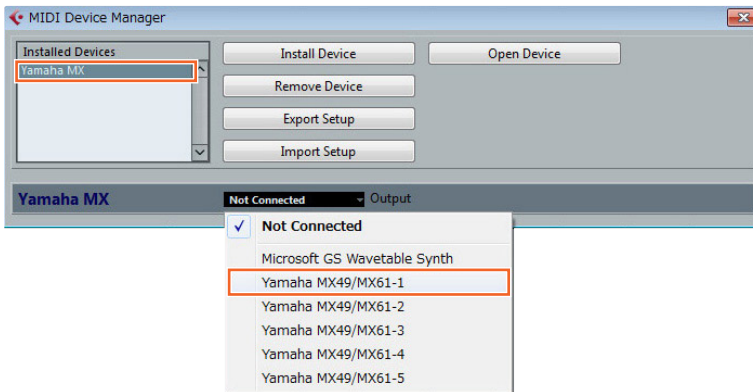 MIDI Device Manager
Installed Devices
Yamaha MX
Install Device
Open Device
Remove Device
Export Setup
Import Setup
Yamaha MX
Not Connected
Output
Not Connected
Microsoft GS Wavetable Synth
Yamaha MX49/MX61-1
Yamaha MX49/MX61-2
Yamaha MX49/MX61-3
Yamaha MX49/MX61-4
Yamaha MX49/MX61-5